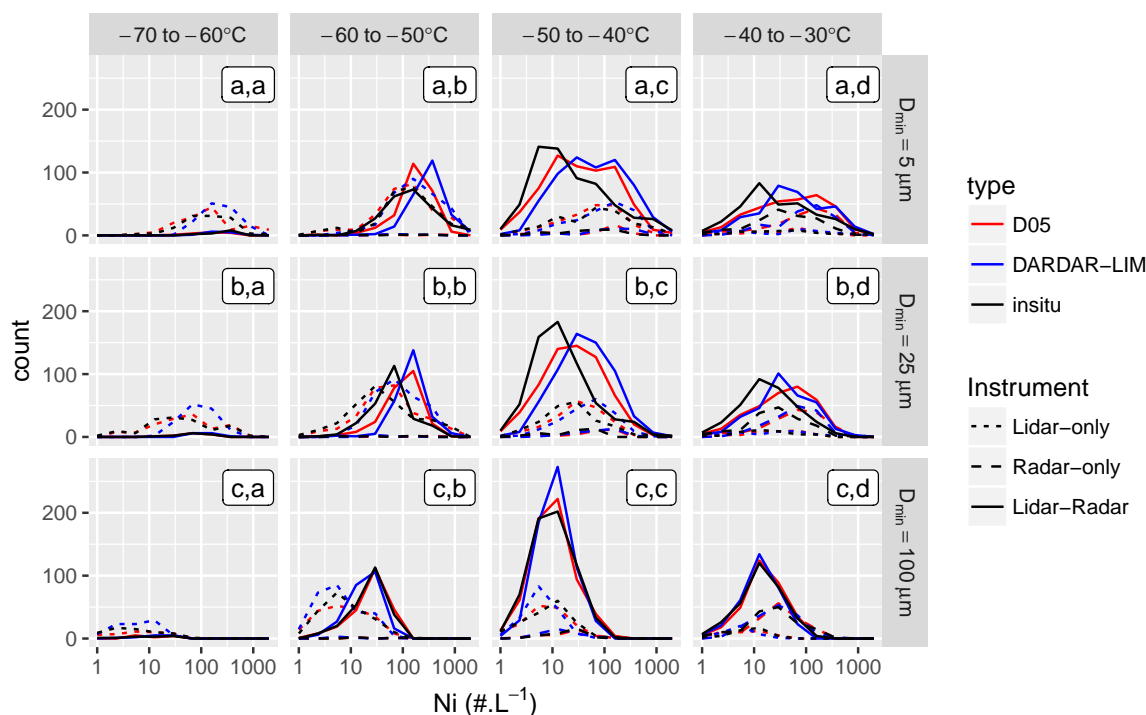 −70 to −60°C
−60 to −50°C
−50 to −40°C
−40 to −30°C
a,a
a,b
a,c
a,d
200
100
0
D_min = 5 μm
b,a
b,b
b,c
b,d
200
100
0
D_min = 25 μm
c,a
c,b
c,c
c,d
200
100
0
D_min = 100 μm
count
1 10 100 1000
1 10 100 1000
1 10 100 1000
1 10 100 1000
Ni (#.L⁻¹)
type
D05
DARDAR−LIM
insitu
Instrument
Lidar−only
Radar−only
Lidar−Radar